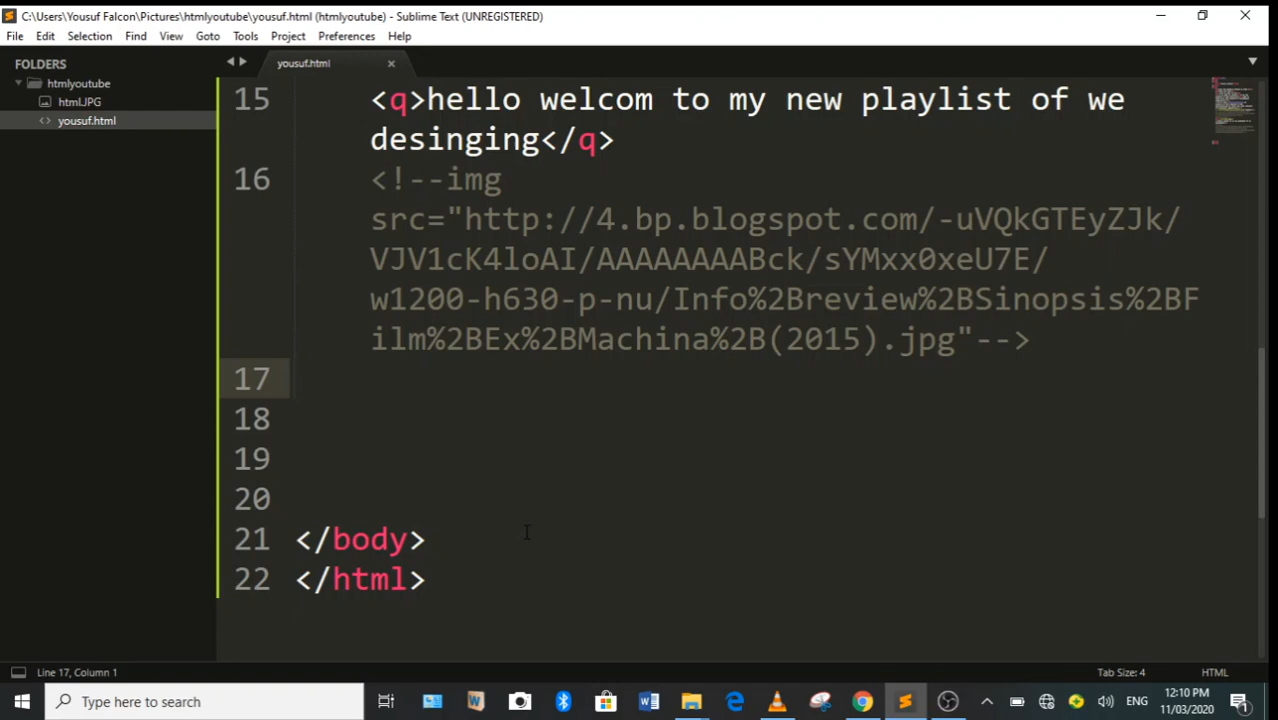 C:\Users\Yousuf Falcon\Pictures\htmlyoutube\yousuf.html (htmlyoutube) - Sublime Text (UNREGISTERED)
File Edit Selection Find View Goto Tools Project Preferences Help
FOLDERS
htmlyoutube
html.JPG
yousuf.html
yousuf.html
15 <q>hello welcom to my new playlist of we
desinging</q>
16 <!--img
src="http://4.bp.blogspot.com/-uVQkGTEyZJk/
VJV1cK4loAI/AAAAAAAABck/sYMxx0xeU7E/
w1200-h630-p-nu/Info%2Breview%2BSinopsis%2BF
ilm%2BEx%2BMachina%2B(2015).jpg"-->
17
18
19
20
21 </body>
22 </html>
Line 17, Column 1
Tab Size: 4 HTML
Type here to search
ENG
12:10 PM
11/03/2020
1